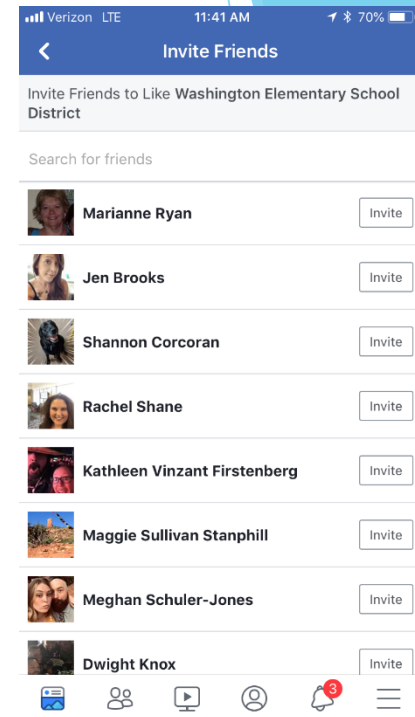 Verizon LTE 11:41 AM 70%
Invite Friends
Invite Friends to Like Washington Elementary School
District
Search for friends
Marianne Ryan Invite
Jen Brooks Invite
Shannon Corcoran Invite
Rachel Shane Invite
Kathleen Vinzant Firstenberg Invite
Maggie Sullivan Stanphill Invite
Meghan Schuler-Jones Invite
Dwight Knox Invite
3